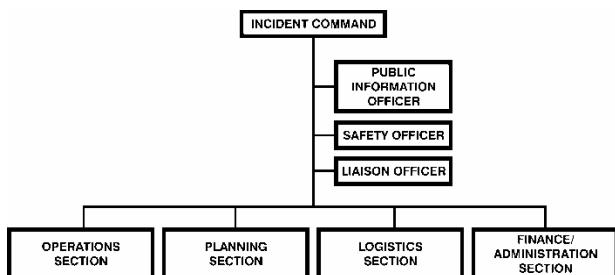 INCIDENT COMMAND
PUBLIC
INFORMATION
OFFICER
SAFETY OFFICER
LIAISON OFFICER
OPERATIONS
SECTION
PLANNING
SECTION
LOGISTICS
SECTION
FINANCE/
ADMINISTRATION
SECTION